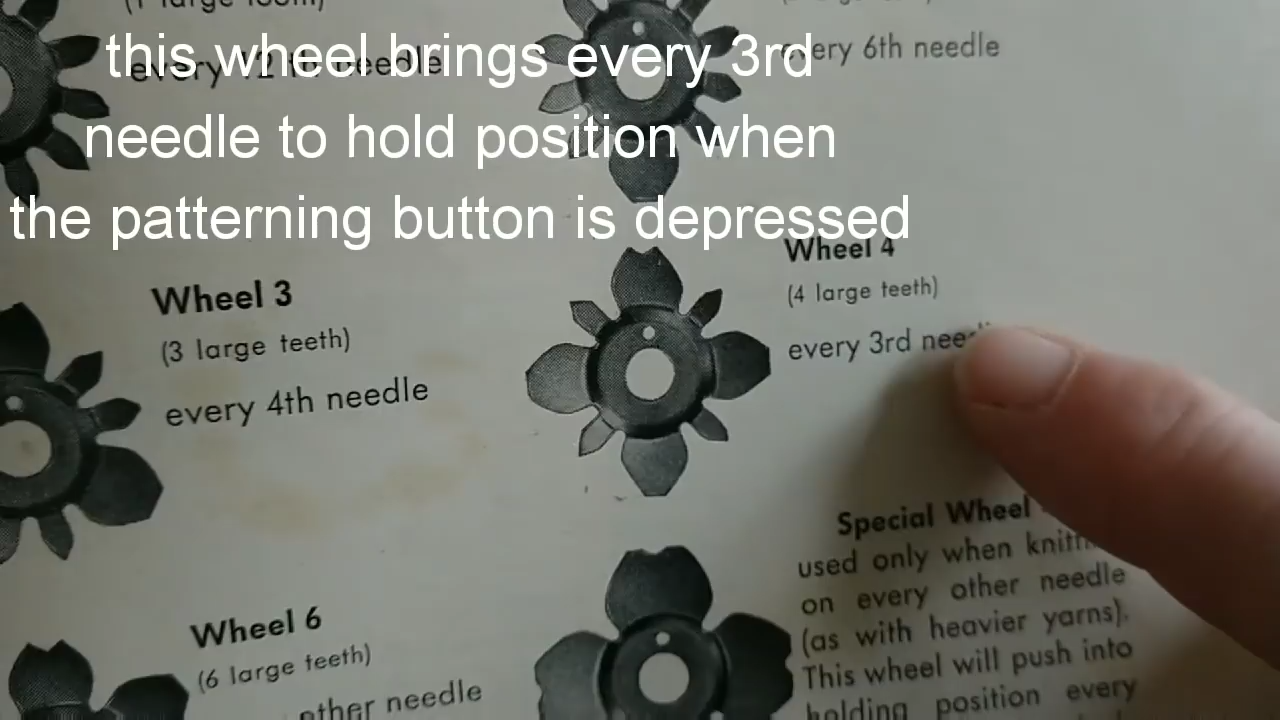 this wheel brings every 3rd
needle to hold position when
the patterning button is depressed
every 12th needle
every 6th needle
Wheel 3
(3 large teeth)
every 4th needle
Wheel 4
(4 large teeth)
every 3rd
Wheel 6
(6 large teeth)
other needle
Special Wheel
used only when
on every other needle
(as with heavier yarns).
This wheel will push into
holding position every